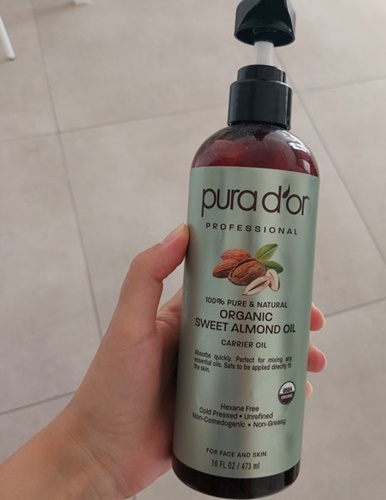 pura d'or
PROFESSIONAL
100% PURE & NATURAL
ORGANIC
SWEET ALMOND OIL
CARRIER OIL
Absorbs quickly. Perfect for mixing any
essential oils. Safe to be applied directly to
the skin.
USDA
ORGANIC
Hexane Free
Cold Pressed • Unrefined
Non-Comedogenic • Non-Greasy
FOR FACE AND SKIN
16 FL OZ / 473 ml